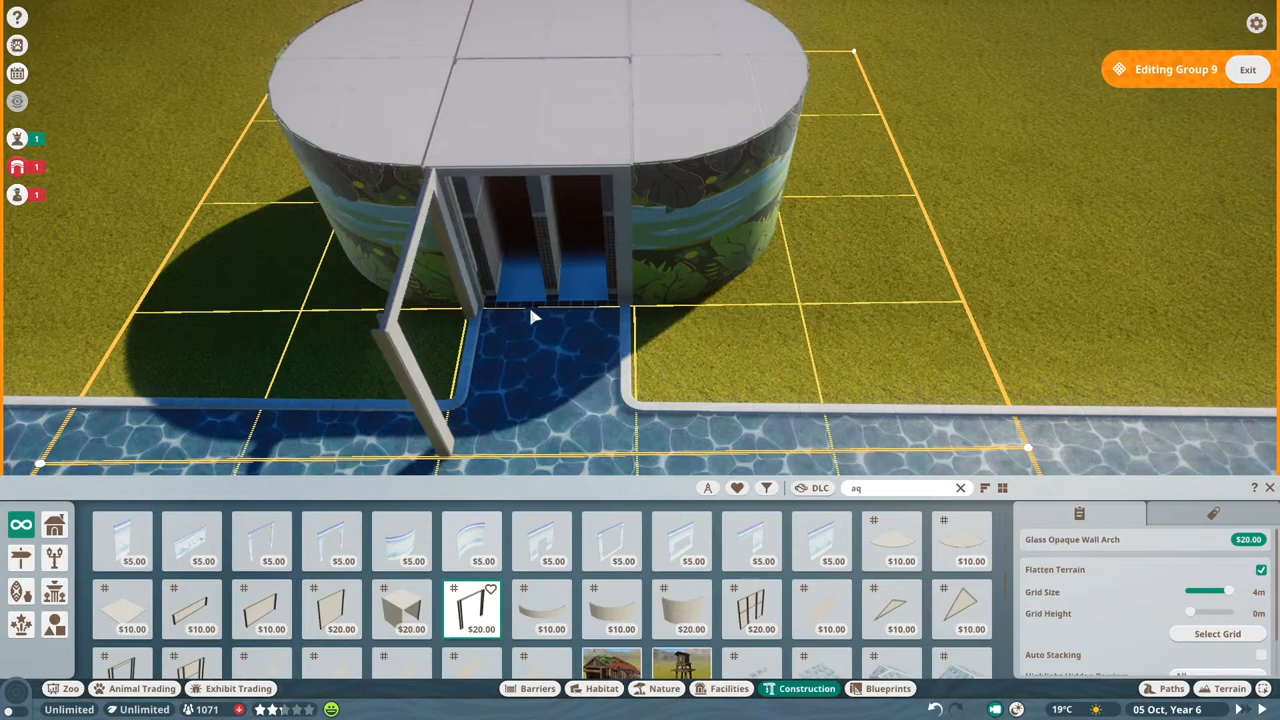 ?
Editing Group 9
Exit
1
1
1
DLC
aq
?
$5.00
$5.00
$5.00
$5.00
$5.00
$5.00
$5.00
$5.00
$5.00
$5.00
$5.00
$10.00
$10.00
Glass Opaque Wall Arch
$20.00
Flatten Terrain
Grid Size
4m
$10.00
$10.00
$10.00
$20.00
$20.00
$20.00
$10.00
$10.00
$20.00
$20.00
$10.00
$10.00
$10.00
Grid Height
0m
Select Grid
Auto Stacking
Zoo
Animal Trading
Exhibit Trading
Barriers
Habitat
Nature
Facilities
Construction
Blueprints
Paths
Terrain
Unlimited
Unlimited
1071
19°C
05 Oct, Year 6